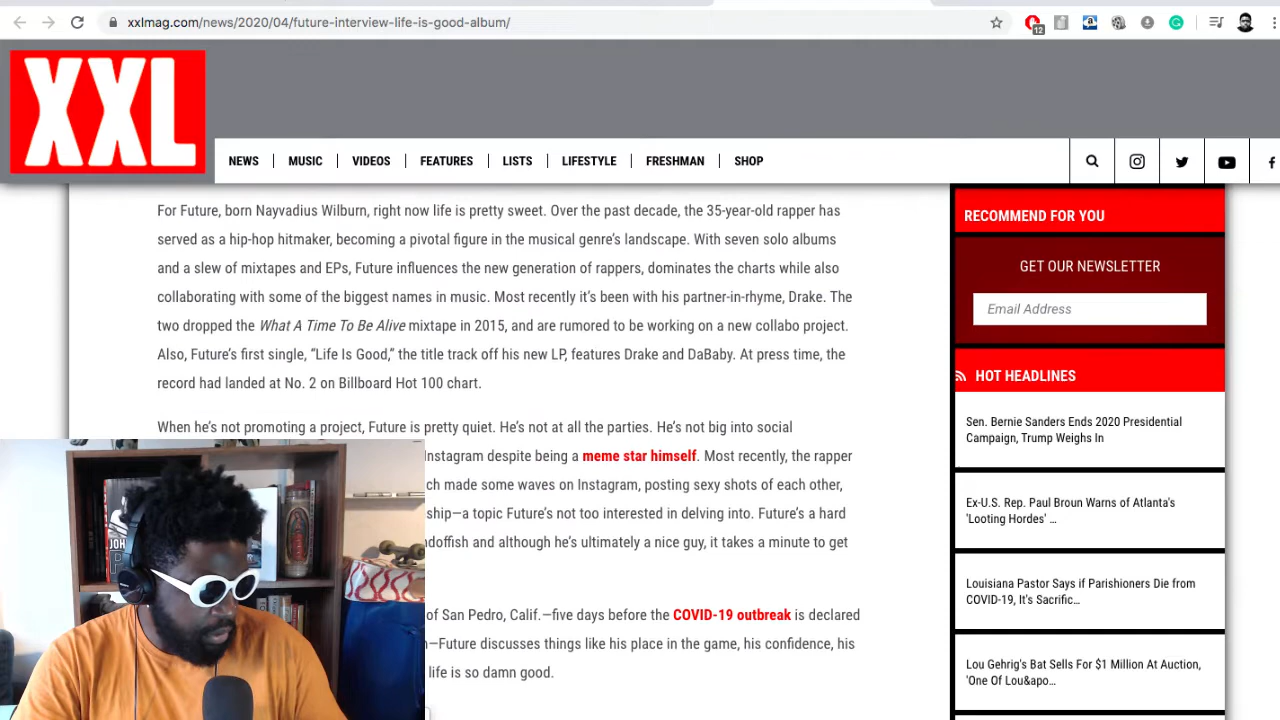 xxlmag.com/news/2020/04/future-interview-life-is-good-album/
12
XXL
NEWS
MUSIC
VIDEOS
FEATURES
LISTS
LIFESTYLE
FRESHMAN
SHOP
For Future, born Nayvadius Wilburn, right now life is pretty sweet. Over the past decade, the 35-year-old rapper has
served as a hip-hop hitmaker, becoming a pivotal figure in the musical genre's landscape. With seven solo albums
and a slew of mixtapes and EPs, Future influences the new generation of rappers, dominates the charts while also
collaborating with some of the biggest names in music. Most recently it's been with his partner-in-rhyme, Drake. The
two dropped the What A Time To Be Alive mixtape in 2015, and are rumored to be working on a new collabo project.
Also, Future's first single, “Life Is Good,” the title track off his new LP, features Drake and DaBaby. At press time, the
record had landed at No. 2 on Billboard Hot 100 chart.
When he's not promoting a project, Future is pretty quiet. He's not at all the parties. He's not big into social
Instagram despite being a meme star himself. Most recently, the rapper
ch made some waves on Instagram, posting sexy shots of each other,
ship—a topic Future's not too interested in delving into. Future's a hard
ndoffish and although he's ultimately a nice guy, it takes a minute to get
of San Pedro, Calif.—five days before the COVID-19 outbreak is declared
n—Future discusses things like his place in the game, his confidence, his
life is so damn good.
RECOMMEND FOR YOU
GET OUR NEWSLETTER
Email Address
HOT HEADLINES
Sen. Bernie Sanders Ends 2020 Presidential
Campaign, Trump Weighs In
Ex-U.S. Rep. Paul Broun Warns of Atlanta's
'Looting Hordes' …
Louisiana Pastor Says if Parishioners Die from
COVID-19, It's Sacrific…
Lou Gehrig's Bat Sells For $1 Million At Auction,
'One Of Lou&apo…